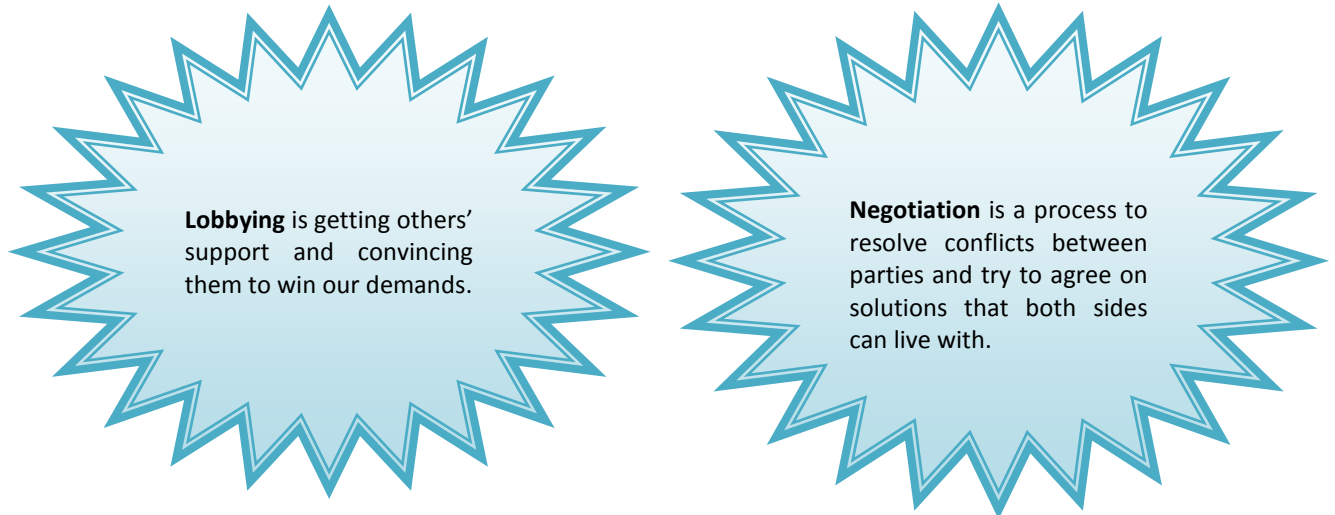 Lobbying is getting others’
support and convincing
them to win our demands.
Negotiation is a process to
resolve conflicts between
parties and try to agree on
solutions that both sides
can live with.